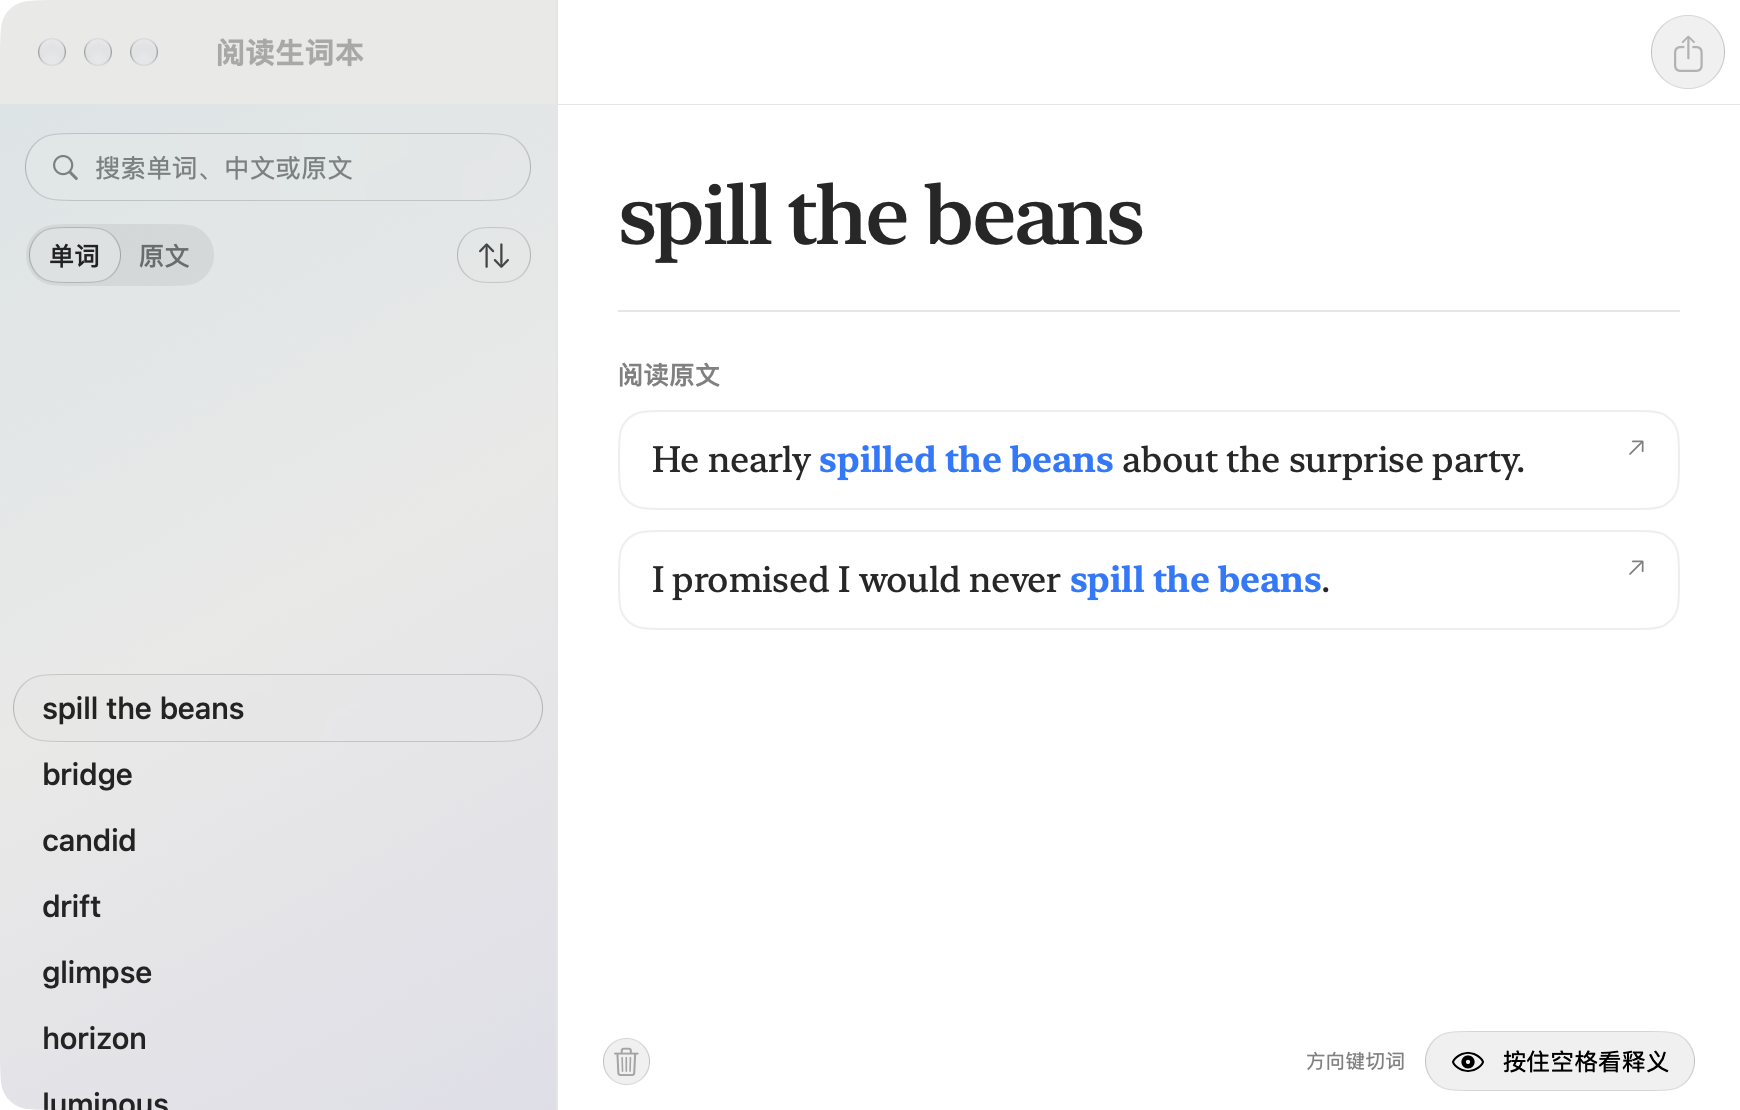 阅读生词本
搜索单词、中文或原文
单词 原文
spill the beans
bridge
candid
drift
glimpse
horizon
luminous
spill the beans
阅读原文
He nearly spilled the beans about the surprise party.
I promised I would never spill the beans.
方向键切词 按住空格看释义